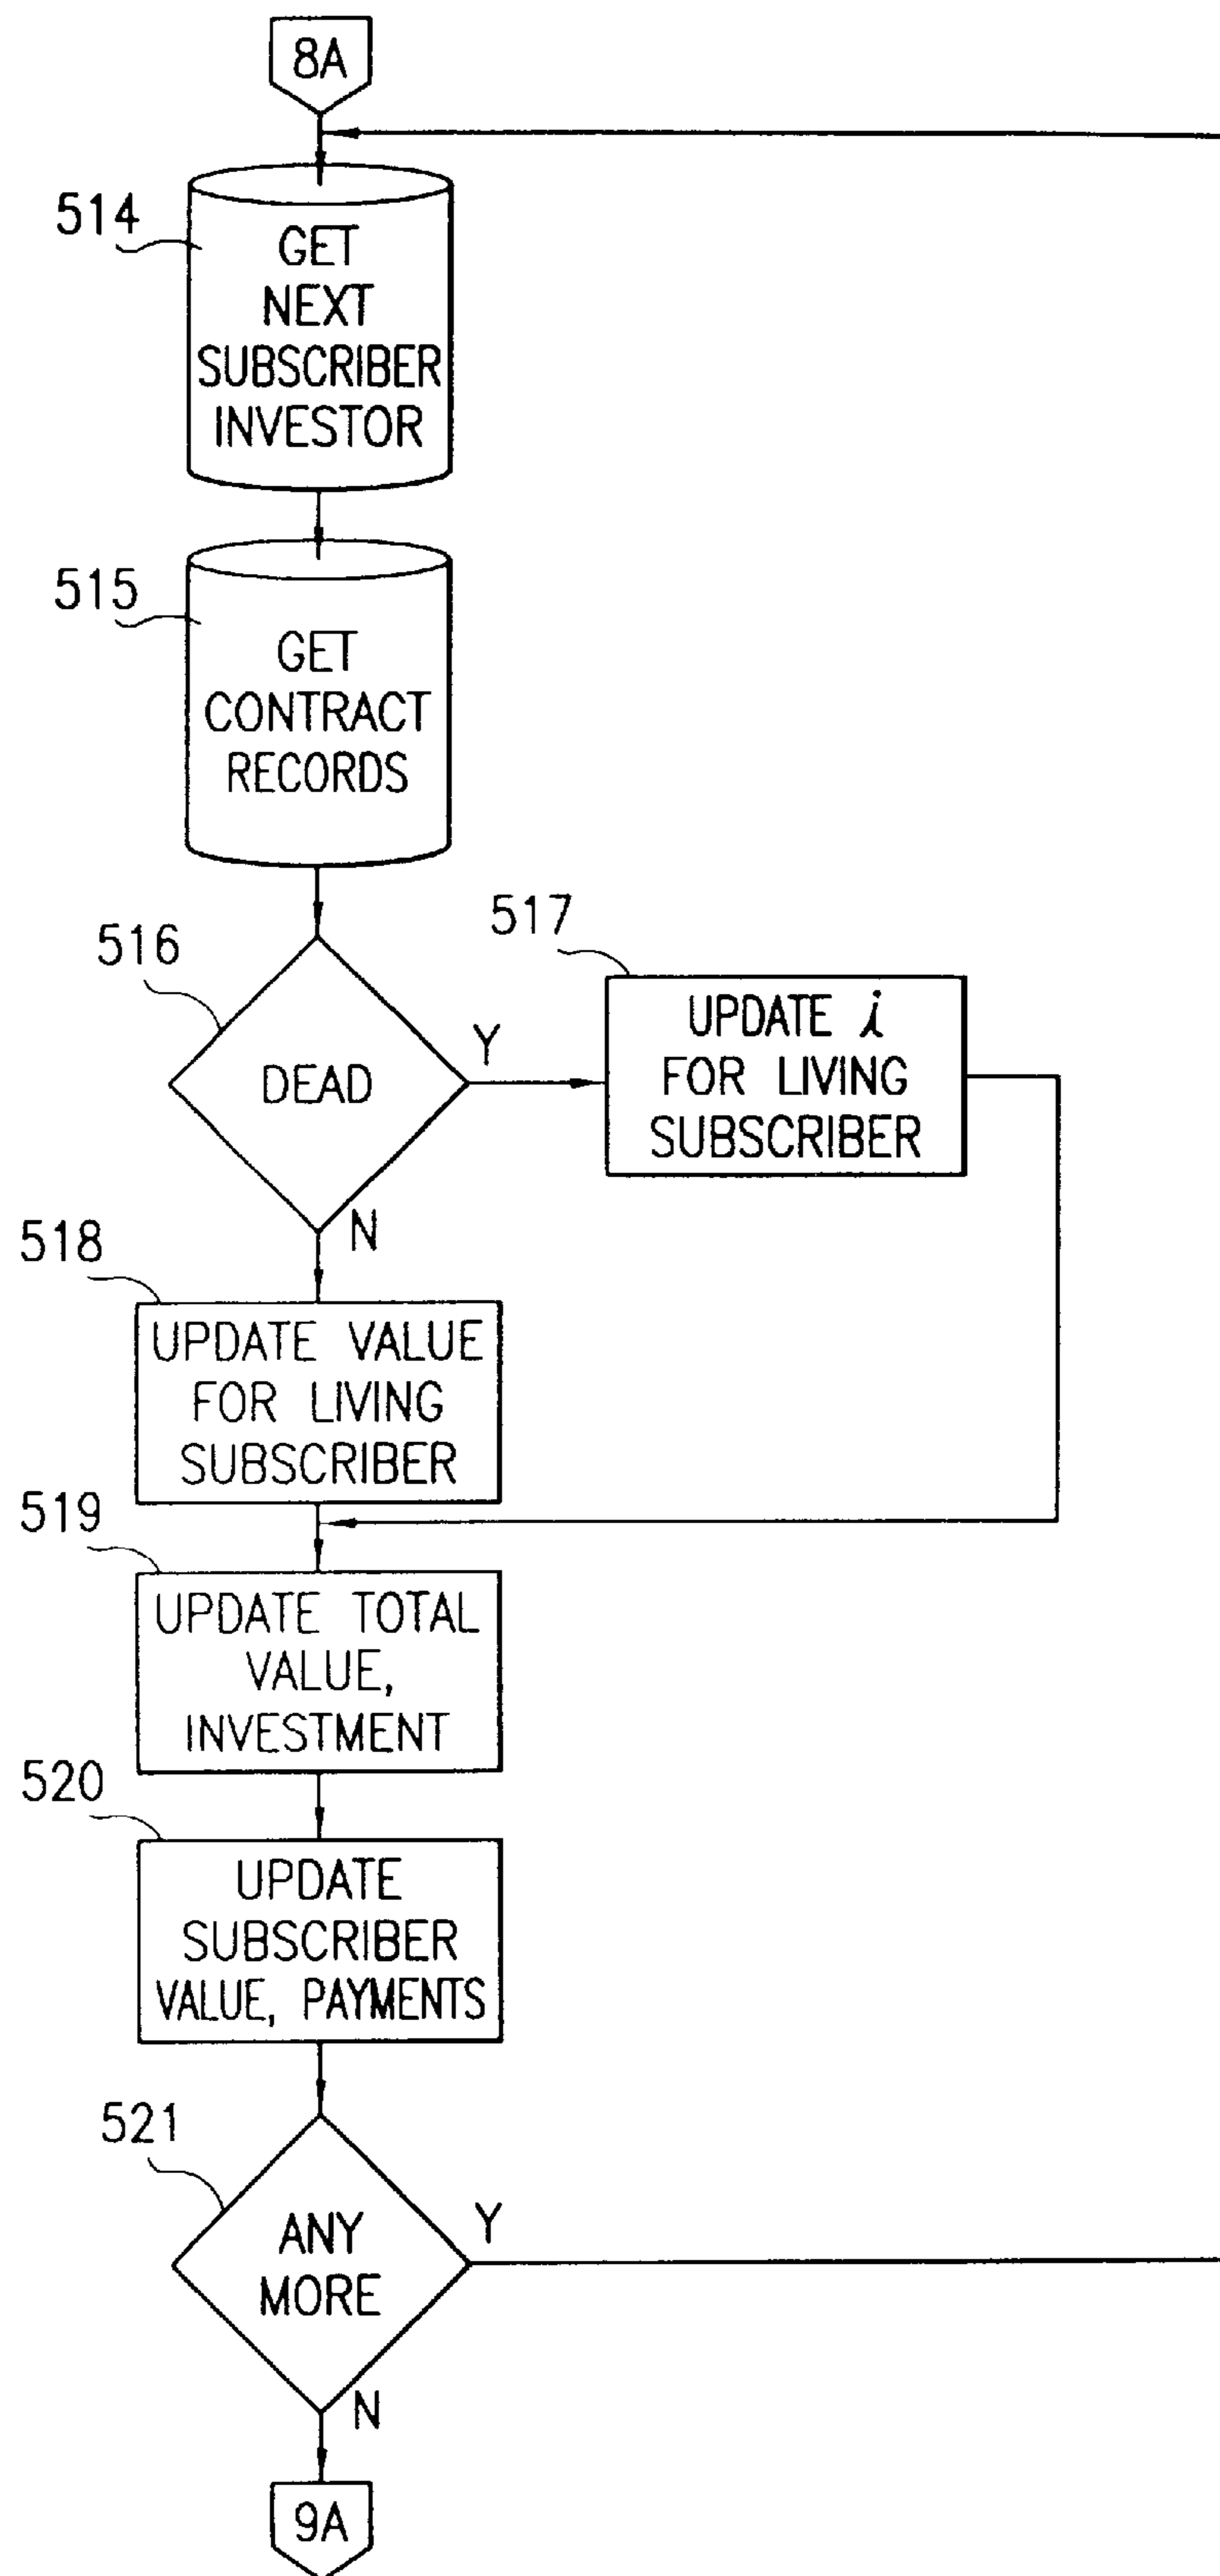 8A
514
GET
NEXT
SUBSCRIBER
INVESTOR
515
GET
CONTRACT
RECORDS
516
DEAD
Y
N
517
UPDATE i
FOR LIVING
SUBSCRIBER
518
UPDATE VALUE
FOR LIVING
SUBSCRIBER
519
UPDATE TOTAL
VALUE,
INVESTMENT
520
UPDATE
SUBSCRIBER
VALUE, PAYMENTS
521
ANY
MORE
Y
N
9A